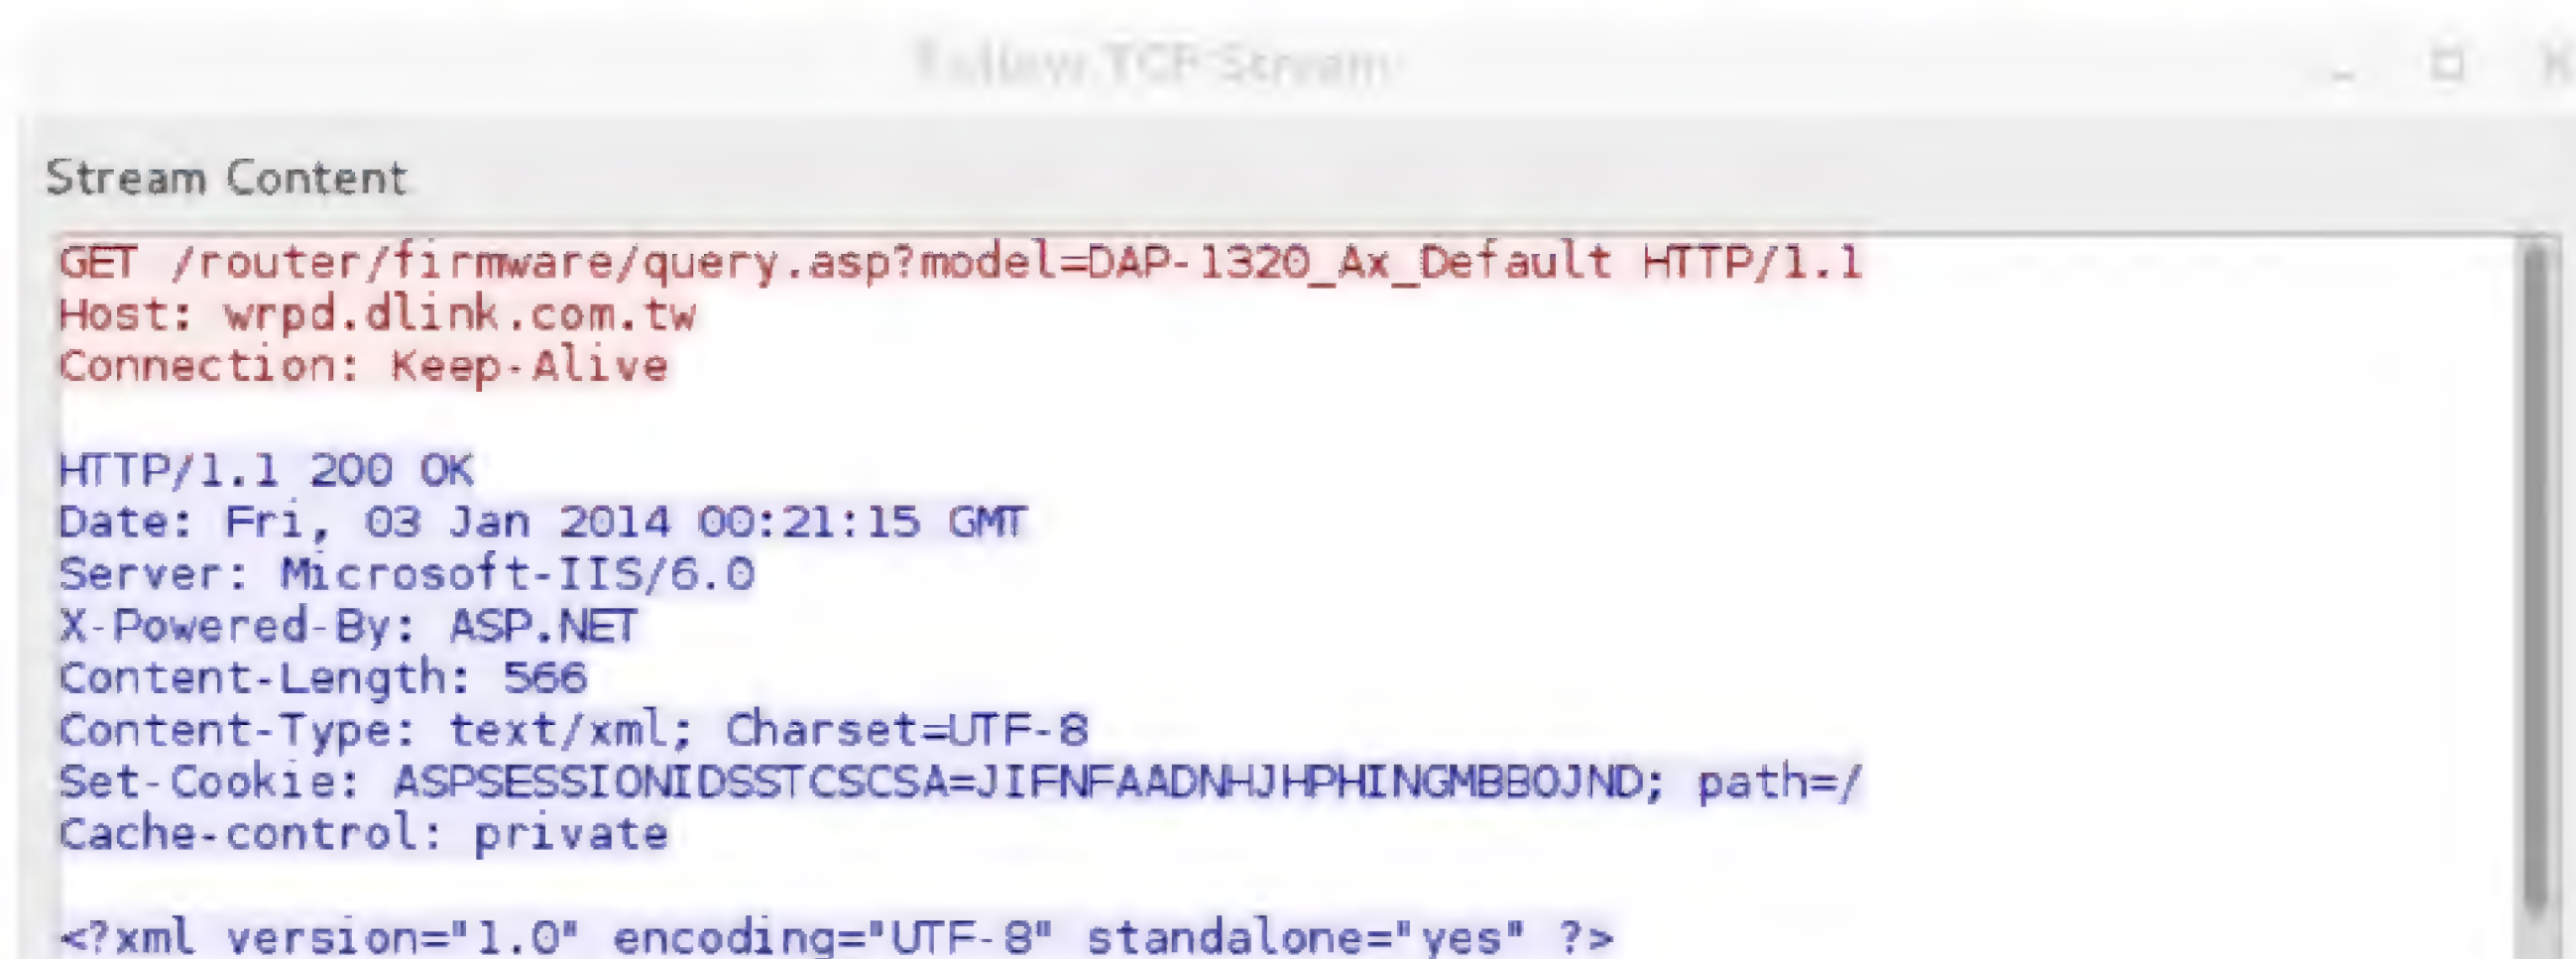 Follow TCP Stream
Stream Content
GET /router/firmware/query.asp?model=DAP-1320_Ax_Default HTTP/1.1
Host: wrpd.dlink.com.tw
Connection: Keep-Alive
HTTP/1.1 200 OK
Date: Fri, 03 Jan 2014 00:21:15 GMT
Server: Microsoft-IIS/6.0
X-Powered-By: ASP.NET
Content-Length: 566
Content-Type: text/xml; Charset=UTF-8
Set-Cookie: ASPSESSIONIDSSTCSCSA=JIFNFAADNHJHPHINGMBBOJND; path=/
Cache-control: private
<?xml version="1.0" encoding="UTF-8" standalone="yes" ?>